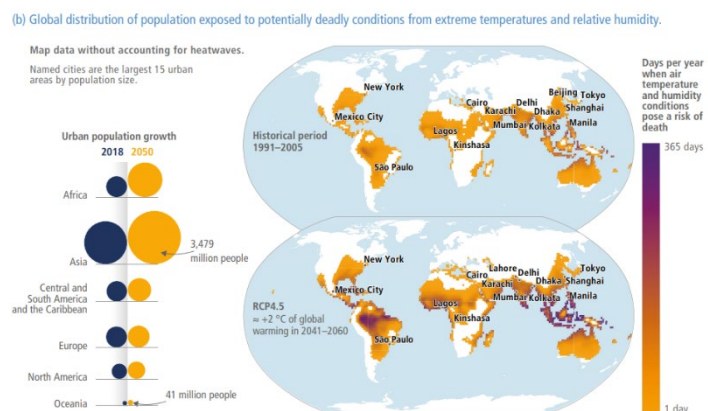 (b) Global distribution of population exposed to potentially deadly conditions from extreme temperatures and relative humidity.
Map data without accounting for heatwaves.
Named cities are the largest 15 urban
areas by population size.
Urban population growth
2018 2050
Africa
Asia
3,479
million people
Central and
South America
and the Caribbean
Europe
North America
Oceania
41 million people
Historical period
1991–2005
New York
Mexico City
São Paulo
Lagos
Kinshasa
Cairo
Karachi
Mumbai
Delhi
Dhaka
Kolkata
Beijing
Tokyo
Shanghai
Manila
RCP4.5
≈ +2 °C of global
warming in 2041–2060
New York
Mexico City
São Paulo
Lagos
Kinshasa
Cairo
Lahore
Karachi
Mumbai
Delhi
Dhaka
Kolkata
Tokyo
Shanghai
Manila
Days per year
when air
temperature
and humidity
conditions
pose a risk of
death
365 days
1 day